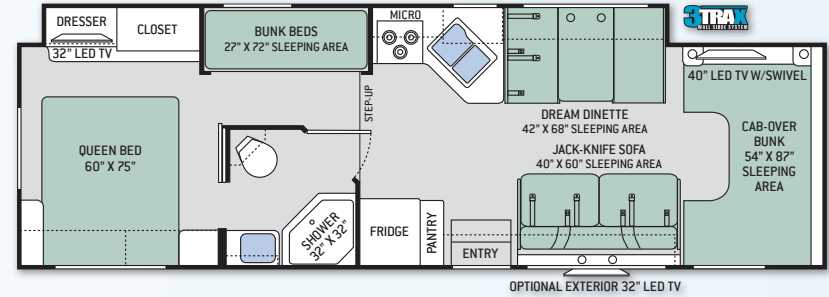 DRESSER
CLOSET
32" LED TV
BUNK BEDS
27" X 72" SLEEPING AREA
MICRO
3TRAX
WALL SLIDE SYSTEM
40" LED TV W/SWIVEL
STEP-UP
DREAM DINETTE
42" X 68" SLEEPING AREA
JACK-KNIFE SOFA
40" X 60" SLEEPING AREA
CAB-OVER
BUNK
54" X 87"
SLEEPING
AREA
QUEEN BED
60" X 75"
SHOWER
32" X 32"
FRIDGE
PANTRY
ENTRY
OPTIONAL EXTERIOR 32" LED TV